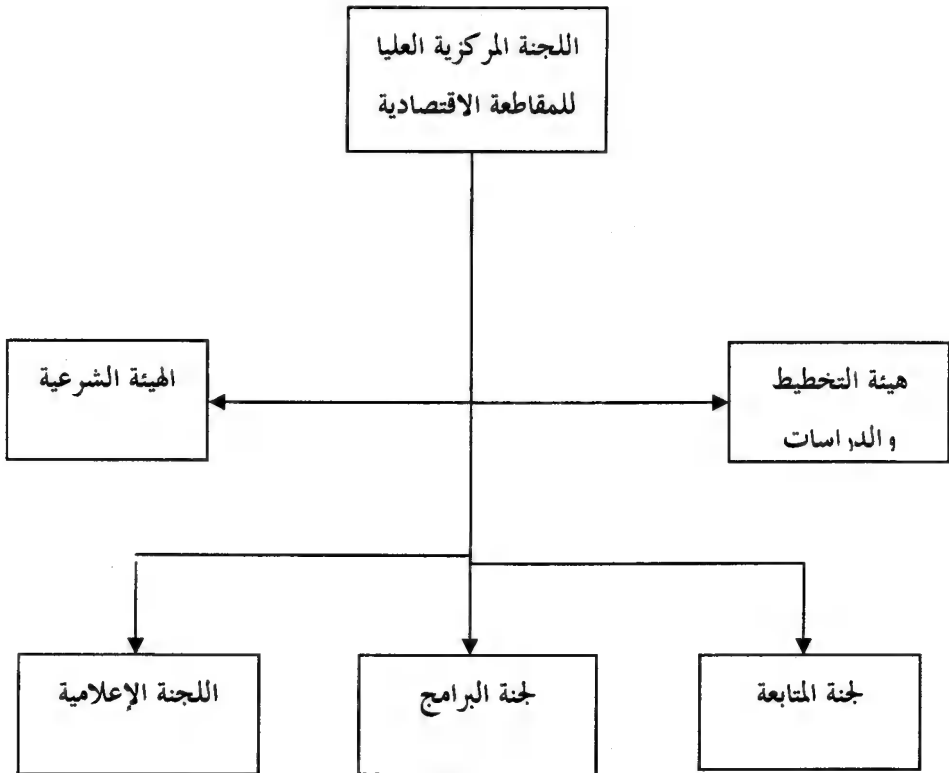 اللجنة المركزية العليا
للمقاطعة الاقتصادية
هيئة التخطيط
والدراسات
الهيئة الشرعية
لجنة المتابعة
لجنة البرامج
اللجنة الإعلامية